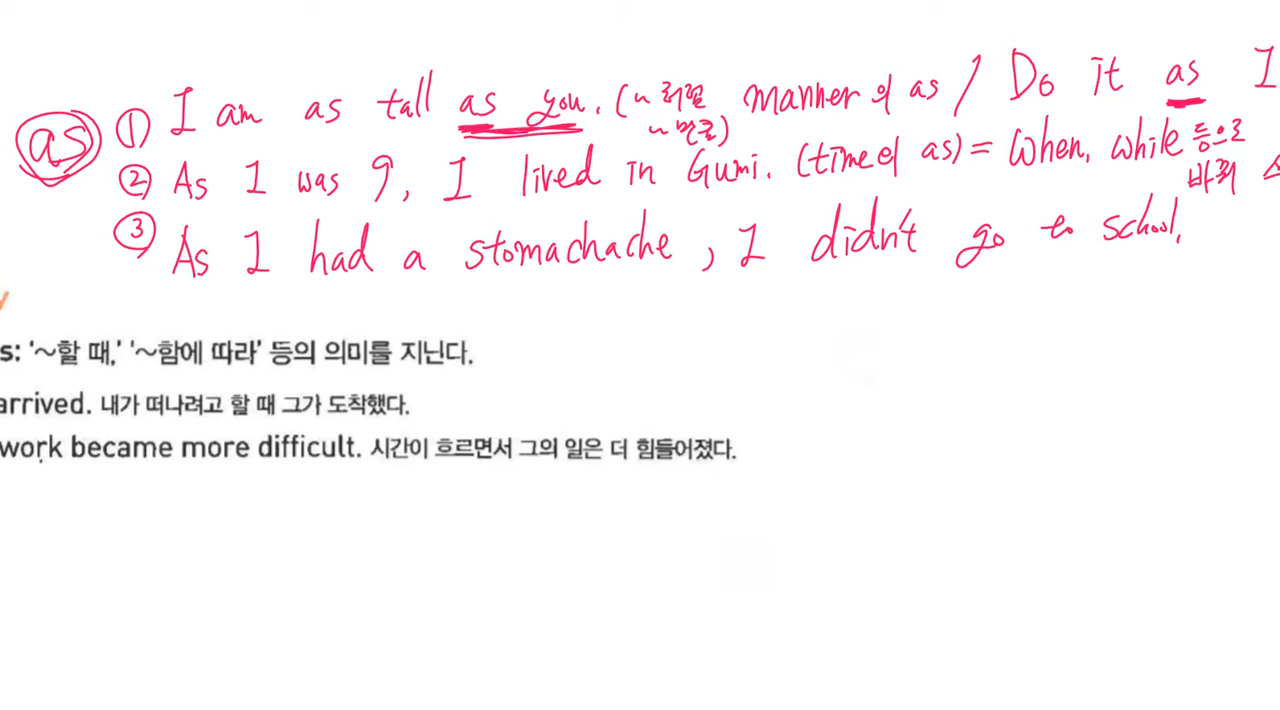 as ① I am as tall as you. (~처럼 manner의 as / Do it as I
~만큼)
② As I was 9, I lived in Gumi. (time의 as) = when, while 등으로
바꿔
③ As I had a stomachache, I didn't go to school.
s: '~할 때,' '~함에 따라' 등의 의미를 지닌다.
arrived. 내가 떠나려고 할 때 그가 도착했다.
work became more difficult. 시간이 흐르면서 그의 일은 더 힘들어졌다.